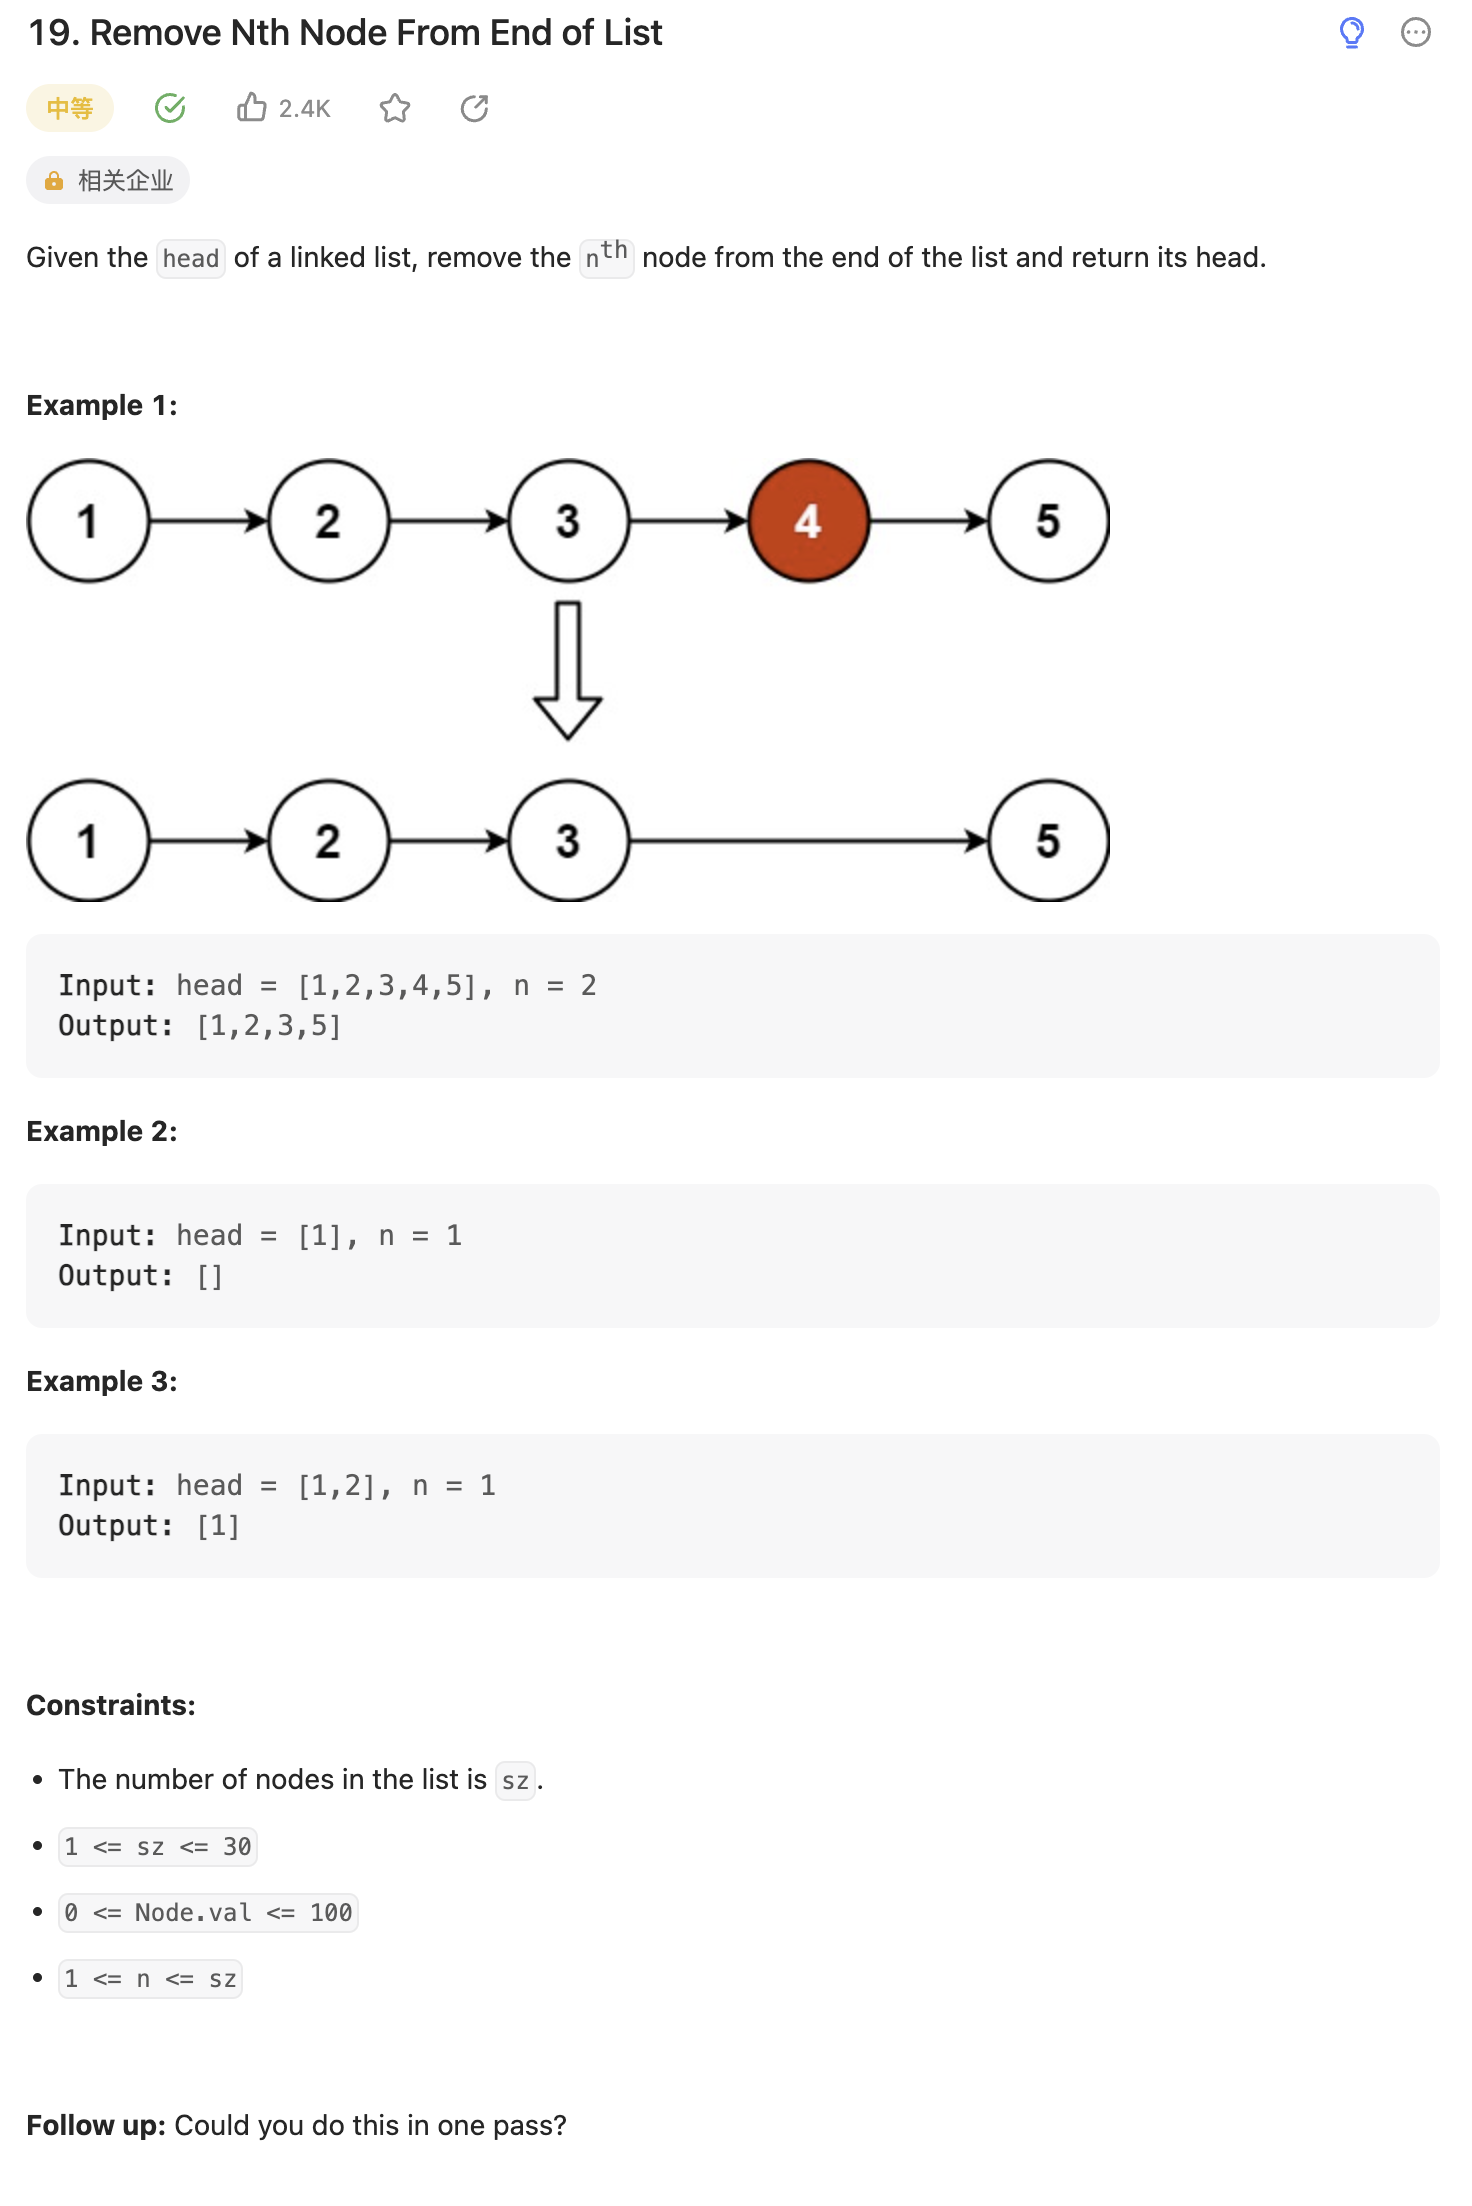 19. Remove Nth Node From End of List
中等
2.4K
相关企业
Given the head of a linked list, remove the nth node from the end of the list and return its head.
Example 1:
1 2 3 4 5
1 2 3 5
Input: head = [1,2,3,4,5], n = 2
Output: [1,2,3,5]
Example 2:
Input: head = [1], n = 1
Output: []
Example 3:
Input: head = [1,2], n = 1
Output: [1]
Constraints:
• The number of nodes in the list is sz.
• 1 <= sz <= 30
• 0 <= Node.val <= 100
• 1 <= n <= sz
Follow up: Could you do this in one pass?